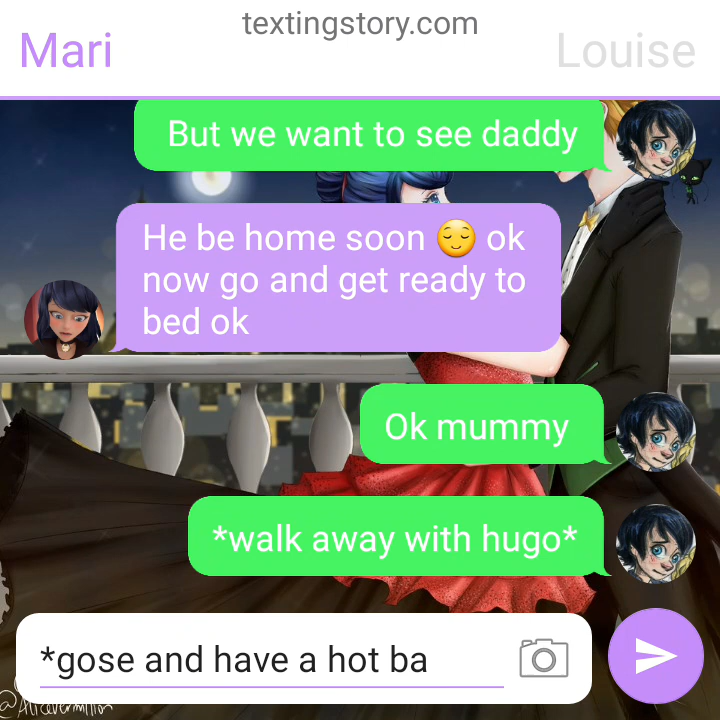 textingstory.com
Mari
Louise
But we want to see daddy
He be home soon 😌 ok
now go and get ready to
bed ok
Ok mummy
*walk away with hugo*
*gose and have a hot ba
@Alicevermillion